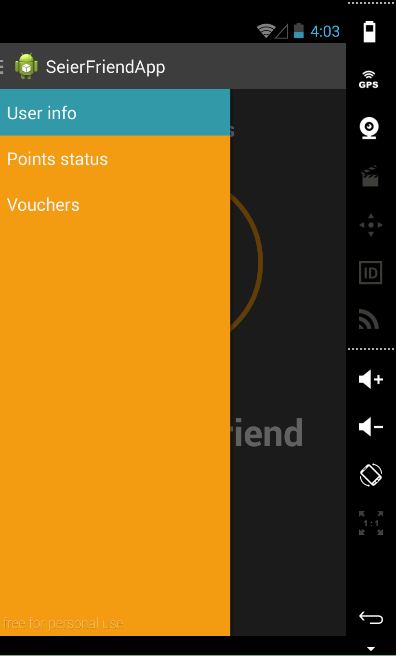 4:03
SeierFriendApp
GPS
User info
Points status
Vouchers
ID
riend
1:1
free for personal use